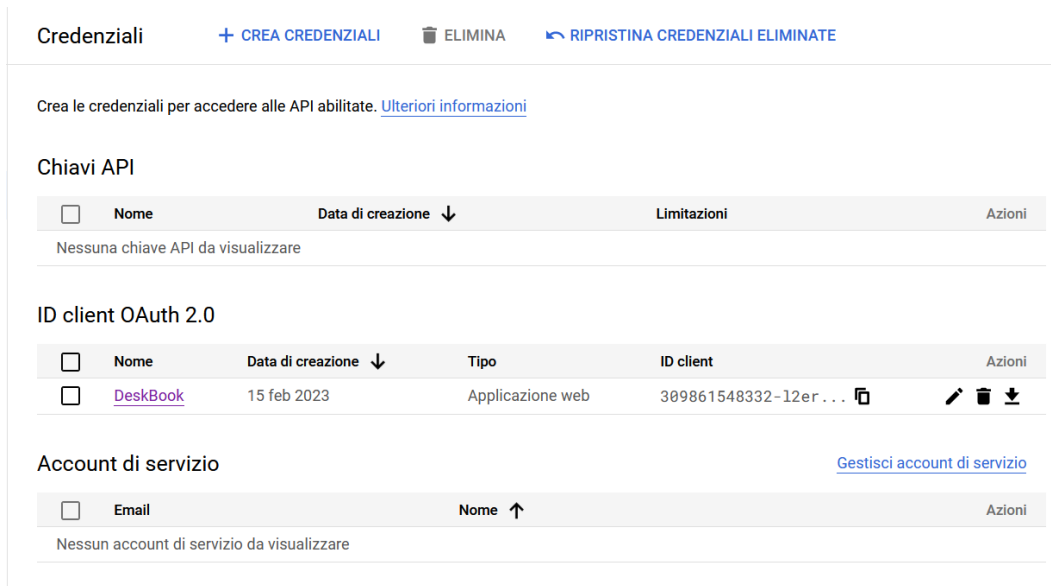 Credenziali CREA CREDENZIALI ELIMINA RIPRISTINA CREDENZIALI ELIMINATE
Crea le credenziali per accedere alle API abilitate. Ulteriori informazioni
Chiavi API
Nome Data di creazione Limitazioni Azioni
Nessuna chiave API da visualizzare
ID client OAuth 2.0
Nome Data di creazione Tipo ID client Azioni
DeskBook 15 feb 2023 Applicazione web 309861548332-l2er...
Account di servizio Gestisci account di servizio
Email Nome Azioni
Nessun account di servizio da visualizzare